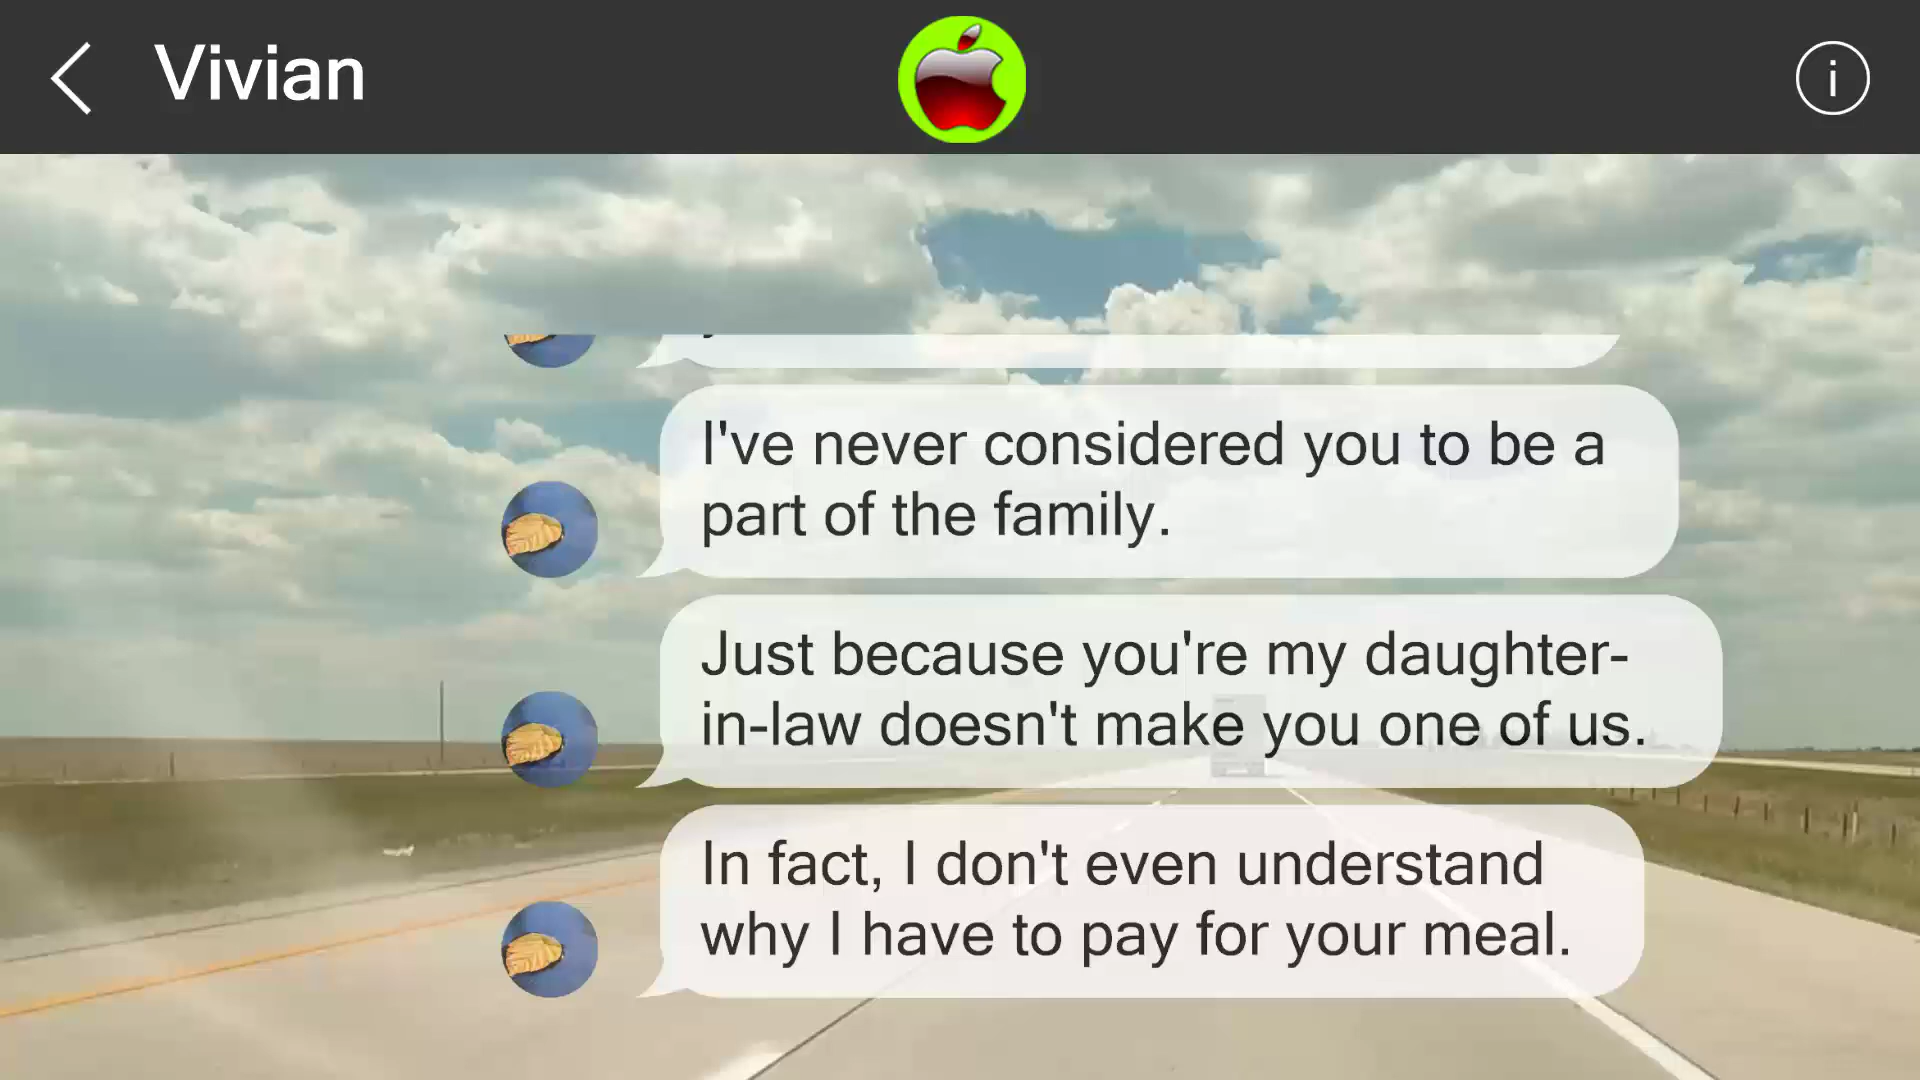 Vivian
I've never considered you to be a
part of the family.
Just because you're my daughter-
in-law doesn't make you one of us.
In fact, I don't even understand
why I have to pay for your meal.